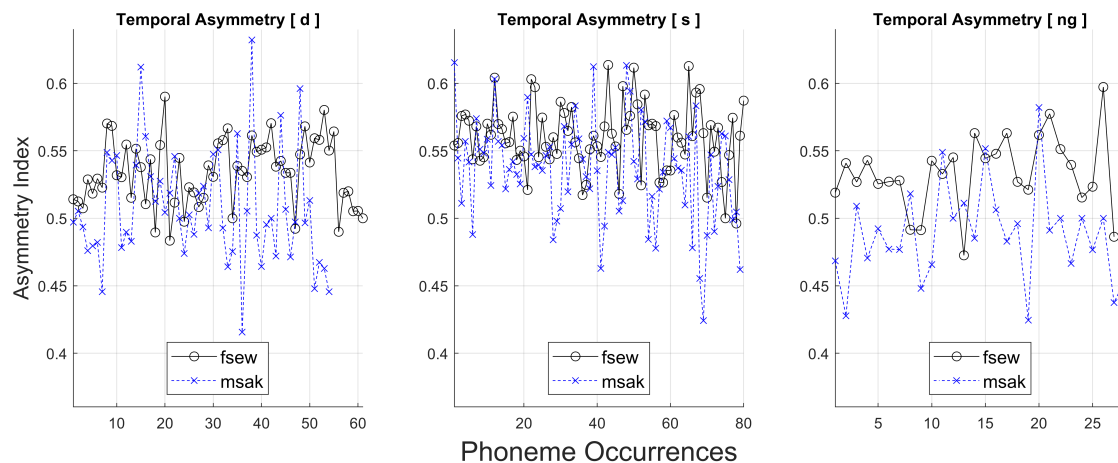 Temporal Asymmetry [ d ]
Temporal Asymmetry [ s ]
Temporal Asymmetry [ ng ]
Asymmetry Index
0.6
0.55
0.5
0.45
0.4
10 20 30 40 50 60
fsew
msak
0.6
0.55
0.5
0.45
0.4
20 40 60 80
fsew
msak
0.6
0.55
0.5
0.45
0.4
5 10 15 20 25
fsew
msak
Phoneme Occurrences